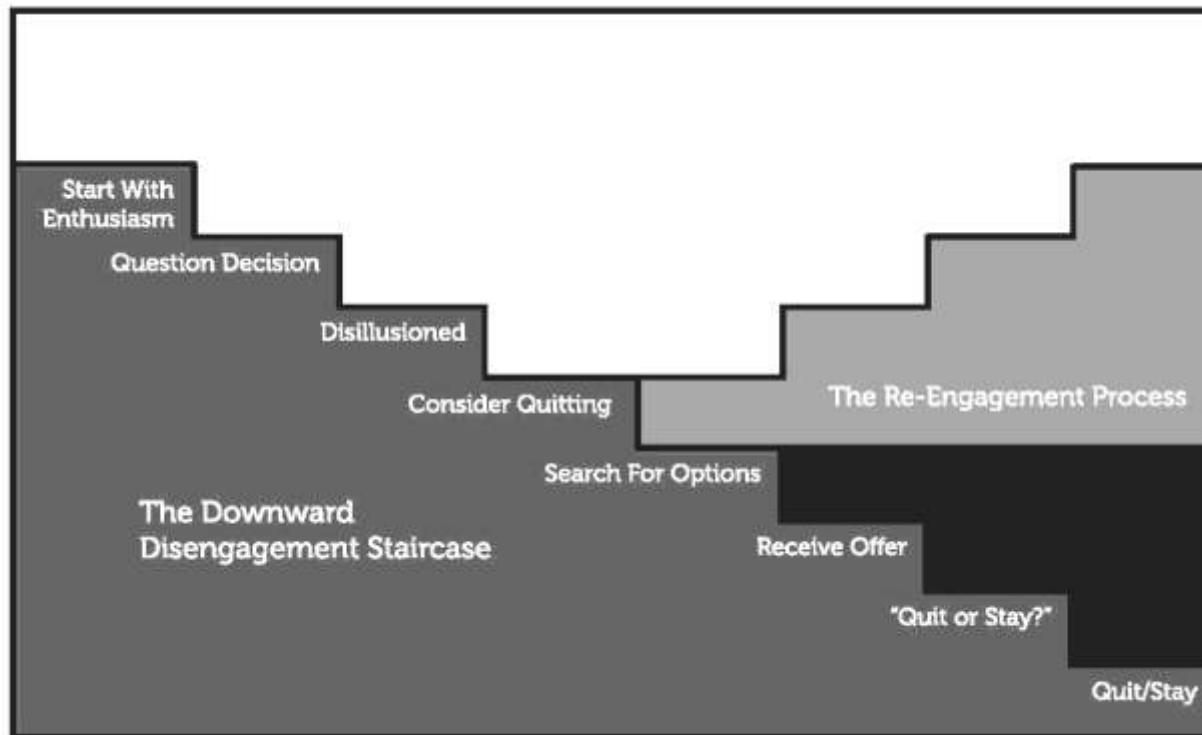 Start With
Enthusiasm
Question Decision
Disillusioned
Consider Quitting
The Re-Engagement Process
Search For Options
The Downward
Disengagement Staircase
Receive Offer
"Quit or Stay?"
Quit/Stay